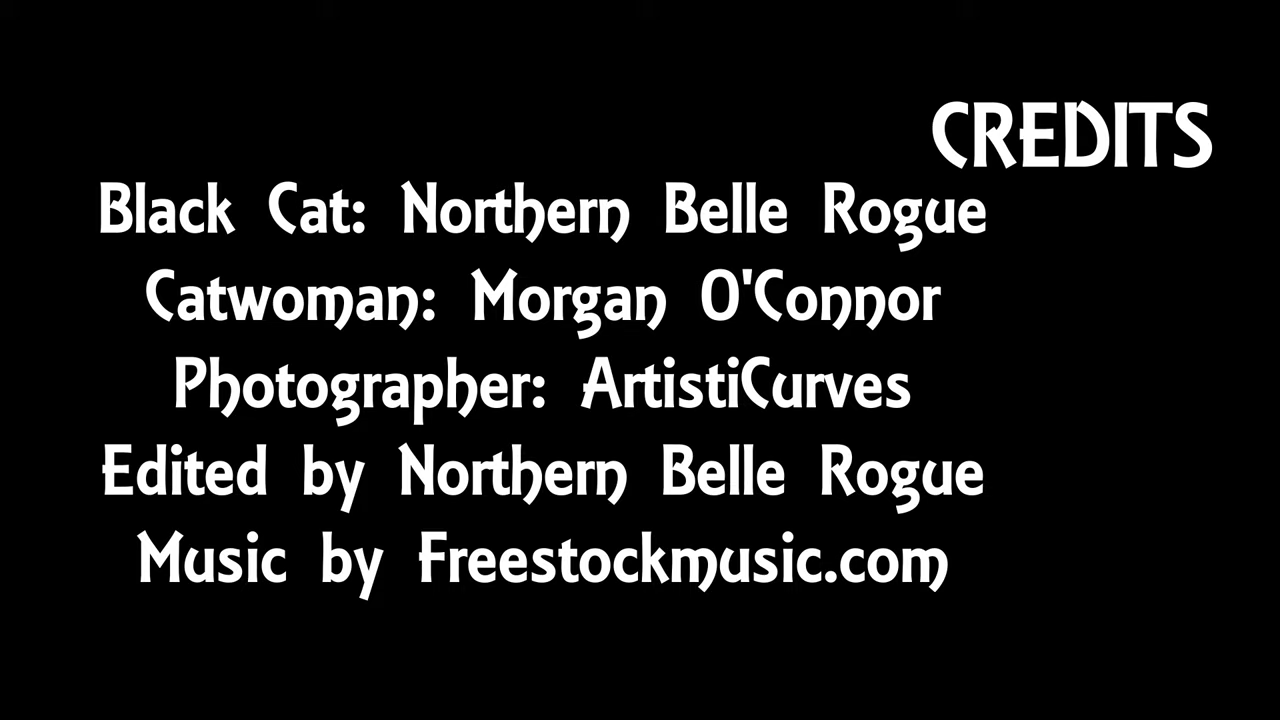 CREDITS
Black Cat: Northern Belle Rogue
Catwoman: Morgan O'Connor
Photographer: ArtistiCurves
Edited by Northern Belle Rogue
Music by Freestockmusic.com